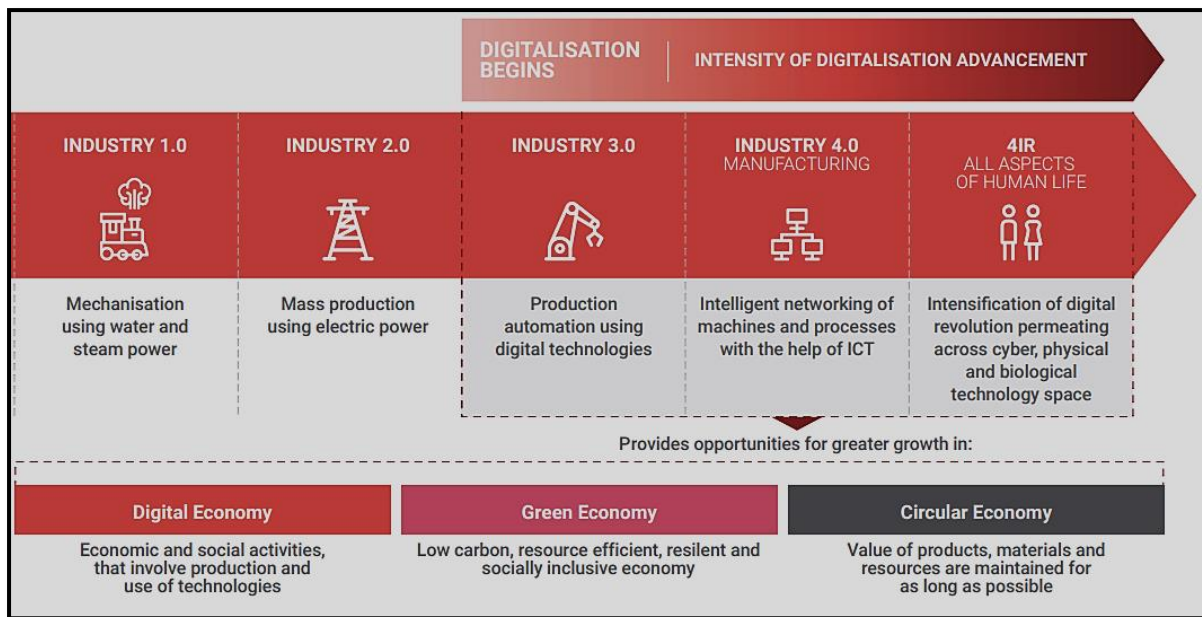 DIGITALISATION
BEGINS
INTENSITY OF DIGITALISATION ADVANCEMENT
INDUSTRY 1.0
INDUSTRY 2.0
INDUSTRY 3.0
INDUSTRY 4.0
MANUFACTURING
4IR
ALL ASPECTS
OF HUMAN LIFE
Mechanisation
using water and
steam power
Mass production
using electric power
Production
automation using
digital technologies
Intelligent networking of
machines and processes
with the help of ICT
Intensification of digital
revolution permeating
across cyber, physical
and biological
technology space
Provides opportunities for greater growth in:
Digital Economy
Economic and social activities,
that involve production and
use of technologies
Green Economy
Low carbon, resource efficient, resilent and
socially inclusive economy
Circular Economy
Value of products, materials and
resources are maintained for
as long as possible